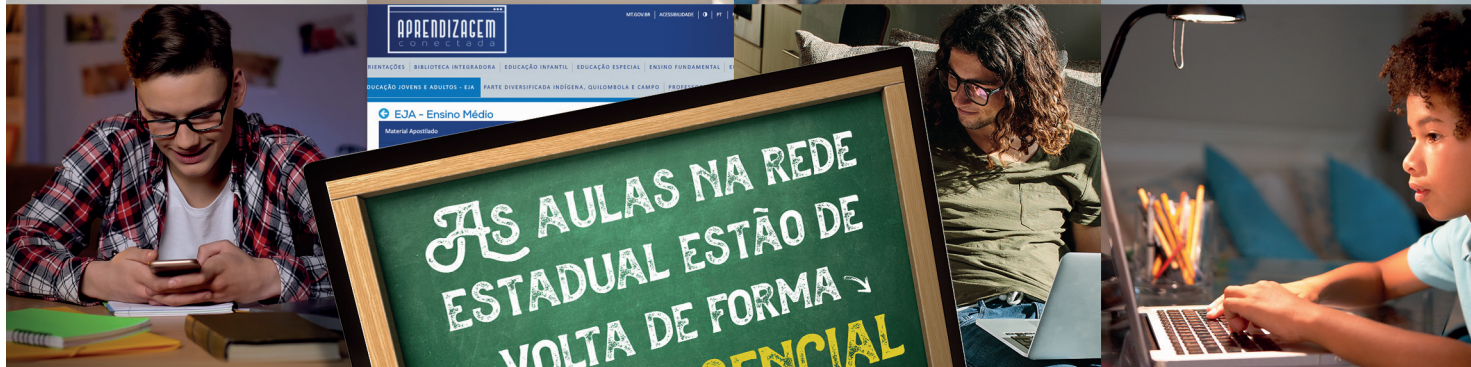 APRENDIZAGEM
conectada
MT.GOV.BR | ACESSIBILIDADE | PT |
RIENTAÇÕES | BIBLIOTECA INTEGRADORA | EDUCAÇÃO INFANTIL | EDUCAÇÃO ESPECIAL | ENSINO FUNDAMENTAL |
DUCAÇÃO JOVENS E ADULTOS - EJA | PARTE DIVERSIFICADA INDÍGENA, QUILOMBOLA E CAMPO |
EJA - Ensino Médio
Material Apostilado
AS AULAS NA REDE
ESTADUAL ESTÃO DE
VOLTA DE FORMA